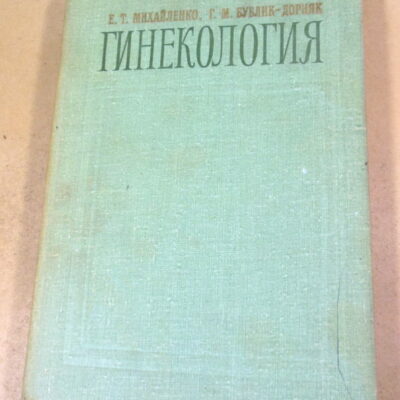 Е. Т. МИХАЙЛЕНКО, Г. М. БУБЛИК-ДОРНЯК
ГИНЕКОЛОГИЯ